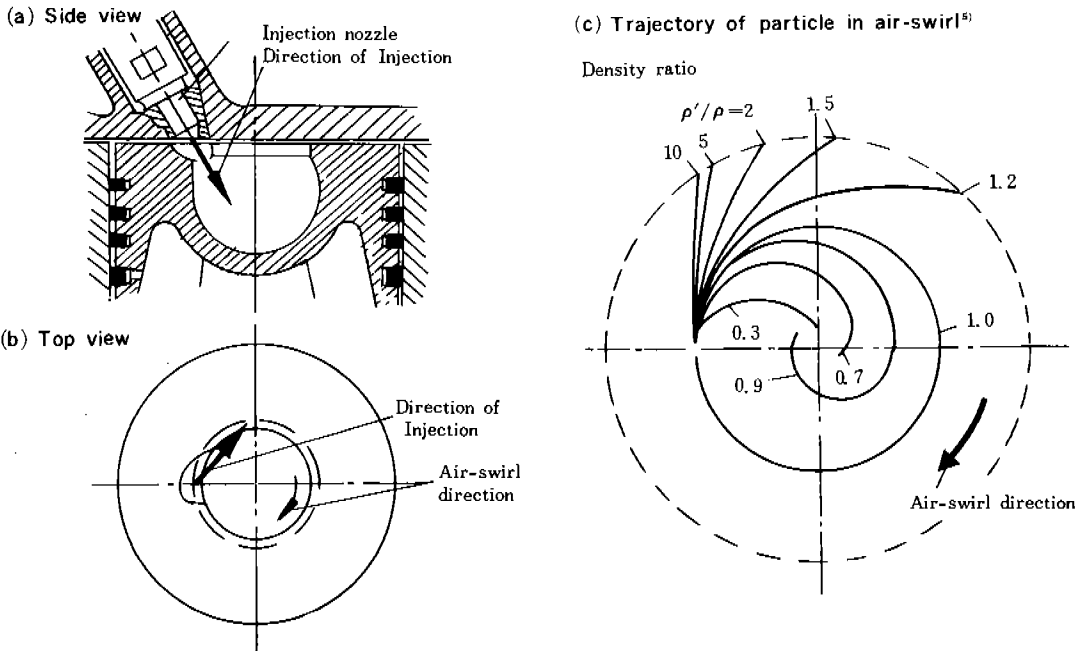 (a) Side view
Injection nozzle
Direction of Injection
(b) Top view
Direction of
Injection
Air-swirl
direction
(c) Trajectory of particle in air-swirl⁵⁾
Density ratio
ρ′/ρ=2
1.5
10
5
1.2
1.0
0.3
0.7
0.9
Air-swirl direction